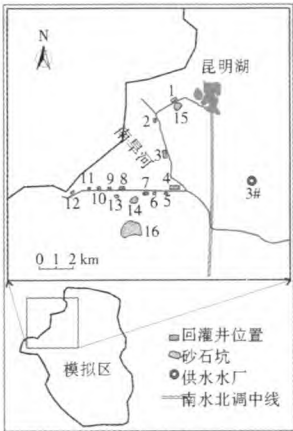 N
昆明湖
1
15
2
南旱河
3
3#
11 9 8 4
12 10 13 7 6 5
14
16
0 1 2 km
模拟区
回灌井位置
砂石坑
供水水厂
南水北调中线